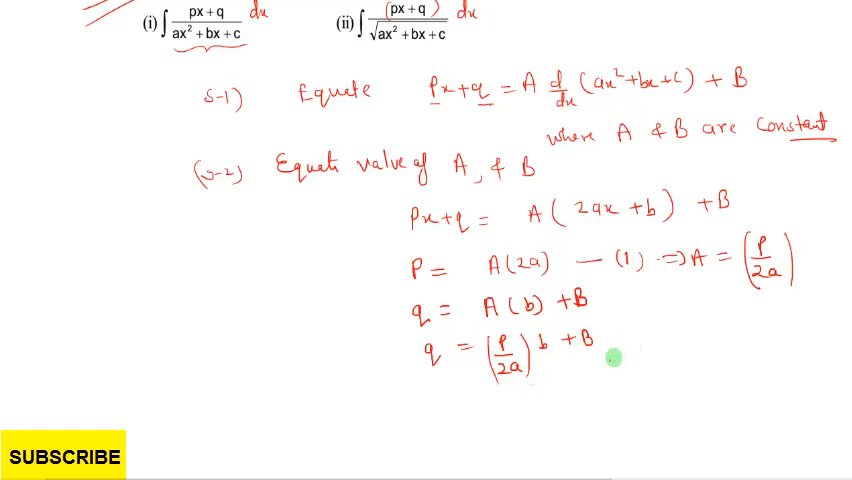 (i) ∫ px + q / ax² + bx + c dx (ii) ∫ (px + q) / √ax² + bx + c dx
S-1) Equate Px+q = A d/dx (ax²+bx+c) + B
where A & B are constant
(S-2) Equate value of A, & B
Px+q = A(2ax+b) + B
P = A(2a) — (1) ⇒ A = (P/2a)
q = A(b) + B
q = (P/2a) b + B
SUBSCRIBE